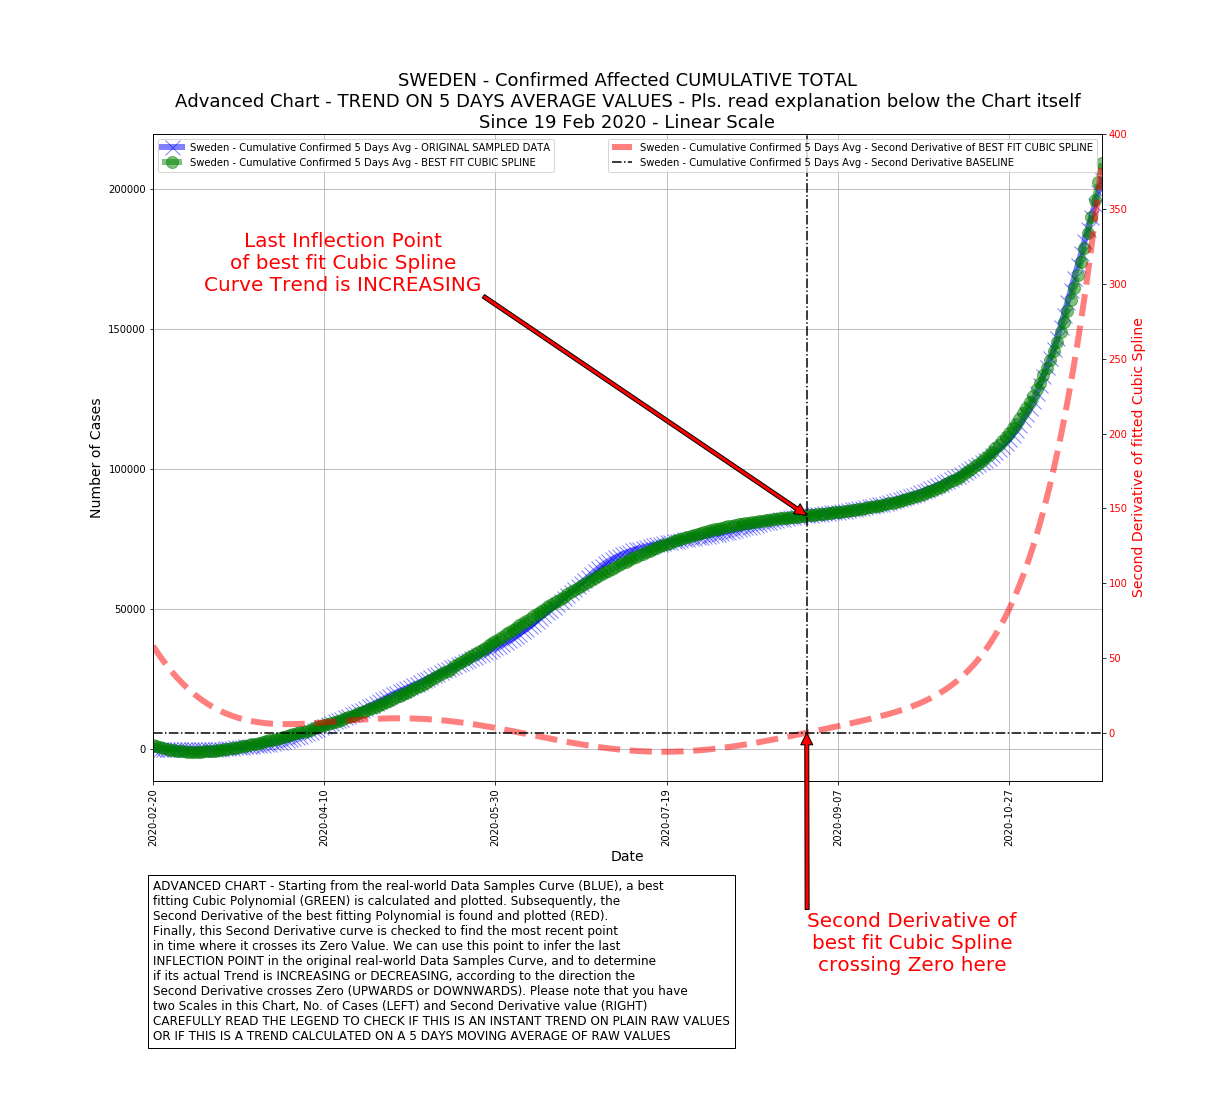 SWEDEN - Confirmed Affected CUMULATIVE TOTAL
Advanced Chart - TREND ON 5 DAYS AVERAGE VALUES - Pls. read explanation below the Chart itself
Since 19 Feb 2020 - Linear Scale
Sweden - Cumulative Confirmed 5 Days Avg - ORIGINAL SAMPLED DATA
Sweden - Cumulative Confirmed 5 Days Avg - BEST FIT CUBIC SPLINE
Sweden - Cumulative Confirmed 5 Days Avg - Second Derivative of BEST FIT CUBIC SPLINE
Sweden - Cumulative Confirmed 5 Days Avg - Second Derivative BASELINE
Last Inflection Point
of best fit Cubic Spline
Curve Trend is INCREASING
Number of Cases
200000
150000
100000
50000
0
400
350
300
250
200
150
100
50
0
Second Derivative of fitted Cubic Spline
2020-02-20
2020-04-10
2020-05-30
2020-07-19
2020-09-07
2020-10-27
Date
ADVANCED CHART - Starting from the real-world Data Samples Curve (BLUE), a best
fitting Cubic Polynomial (GREEN) is calculated and plotted. Subsequently, the
Second Derivative of the best fitting Polynomial is found and plotted (RED).
Finally, this Second Derivative curve is checked to find the most recent point
in time where it crosses its Zero Value. We can use this point to infer the last
INFLECTION POINT in the original real-world Data Samples Curve, and to determine
if its actual Trend is INCREASING or DECREASING, according to the direction the
Second Derivative crosses Zero (UPWARDS or DOWNWARDS). Please note that you have
two Scales in this Chart, No. of Cases (LEFT) and Second Derivative value (RIGHT)
CAREFULLY READ THE LEGEND TO CHECK IF THIS IS AN INSTANT TREND ON PLAIN RAW VALUES
OR IF THIS IS A TREND CALCULATED ON A 5 DAYS MOVING AVERAGE OF RAW VALUES
Second Derivative of
best fit Cubic Spline
crossing Zero here